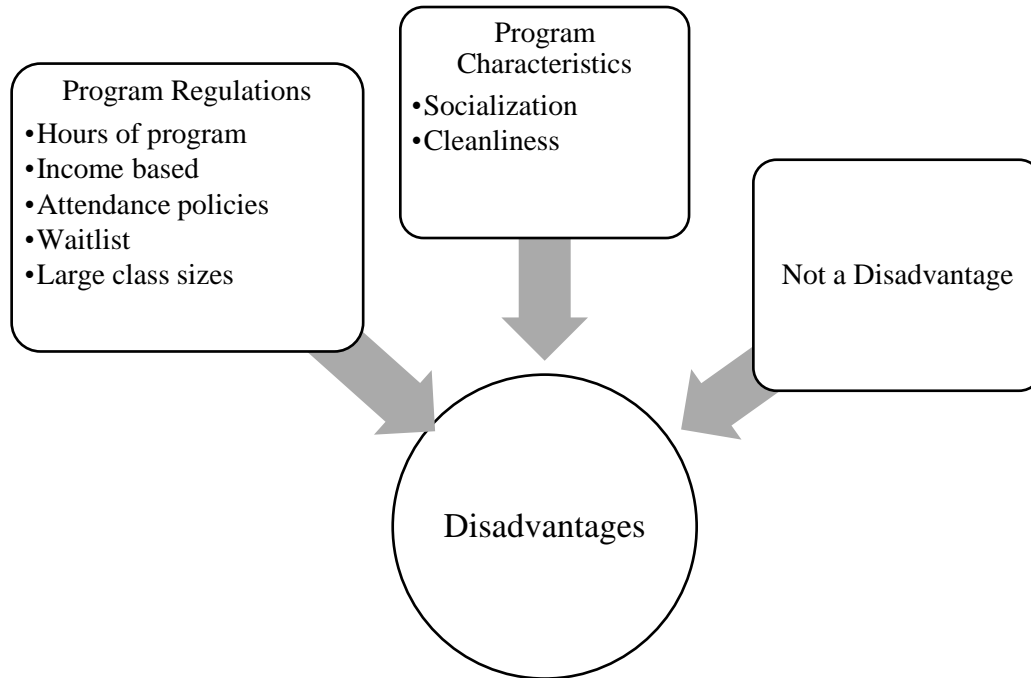 Program Regulations
•Hours of program
•Income based
•Attendance policies
•Waitlist
•Large class sizes
Program
Characteristics
•Socialization
•Cleanliness
Not a Disadvantage
Disadvantages